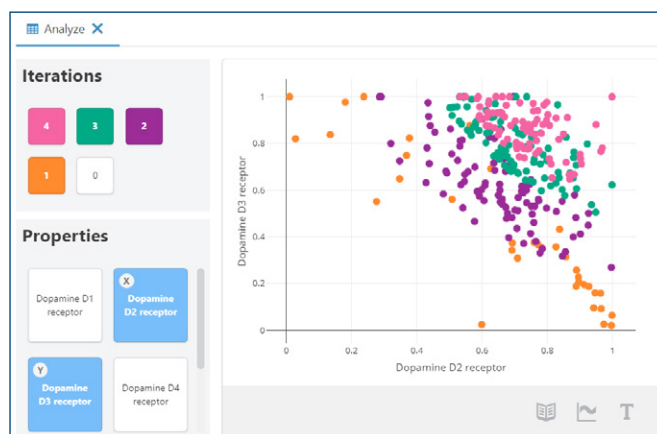 Analyze
Iterations
4
3
2
1
0
Properties
Dopamine D1
receptor
X
Dopamine
D2 receptor
Y
Dopamine
D3 receptor
Dopamine D4
receptor
Dopamine D3 receptor
1
0.8
0.6
0.4
0.2
0
0
0.2
0.4
0.6
0.8
1
Dopamine D2 receptor
T